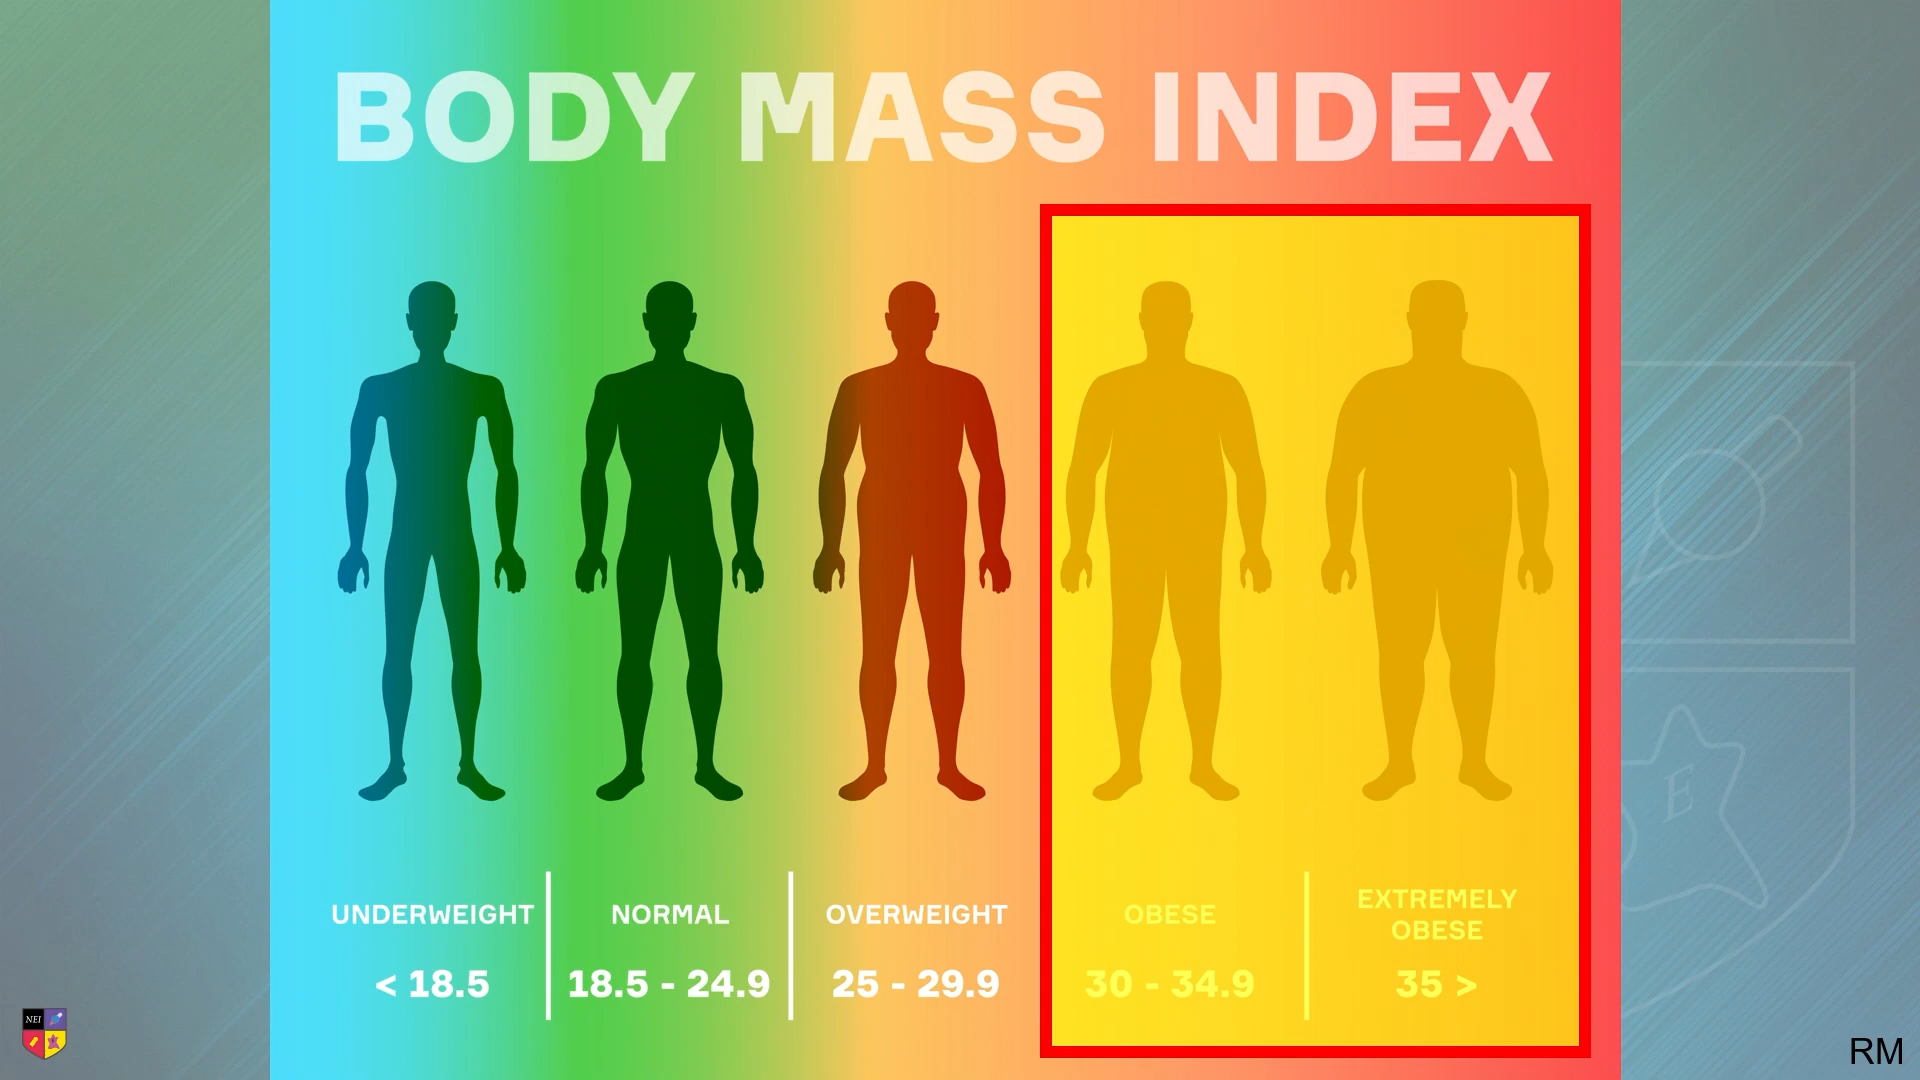 BODY MASS INDEX
UNDERWEIGHT
< 18.5
NORMAL
18.5 - 24.9
OVERWEIGHT
25 - 29.9
OBESE
30 - 34.9
EXTREMELY
OBESE
35 >
NEI
E
RM